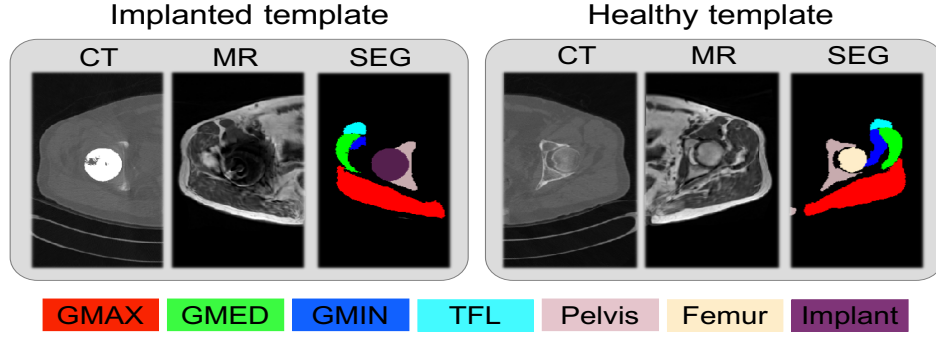 Implanted template
Healthy template
CT MR SEG
CT MR SEG
GMAX GMED GMIN TFL Pelvis Femur Implant